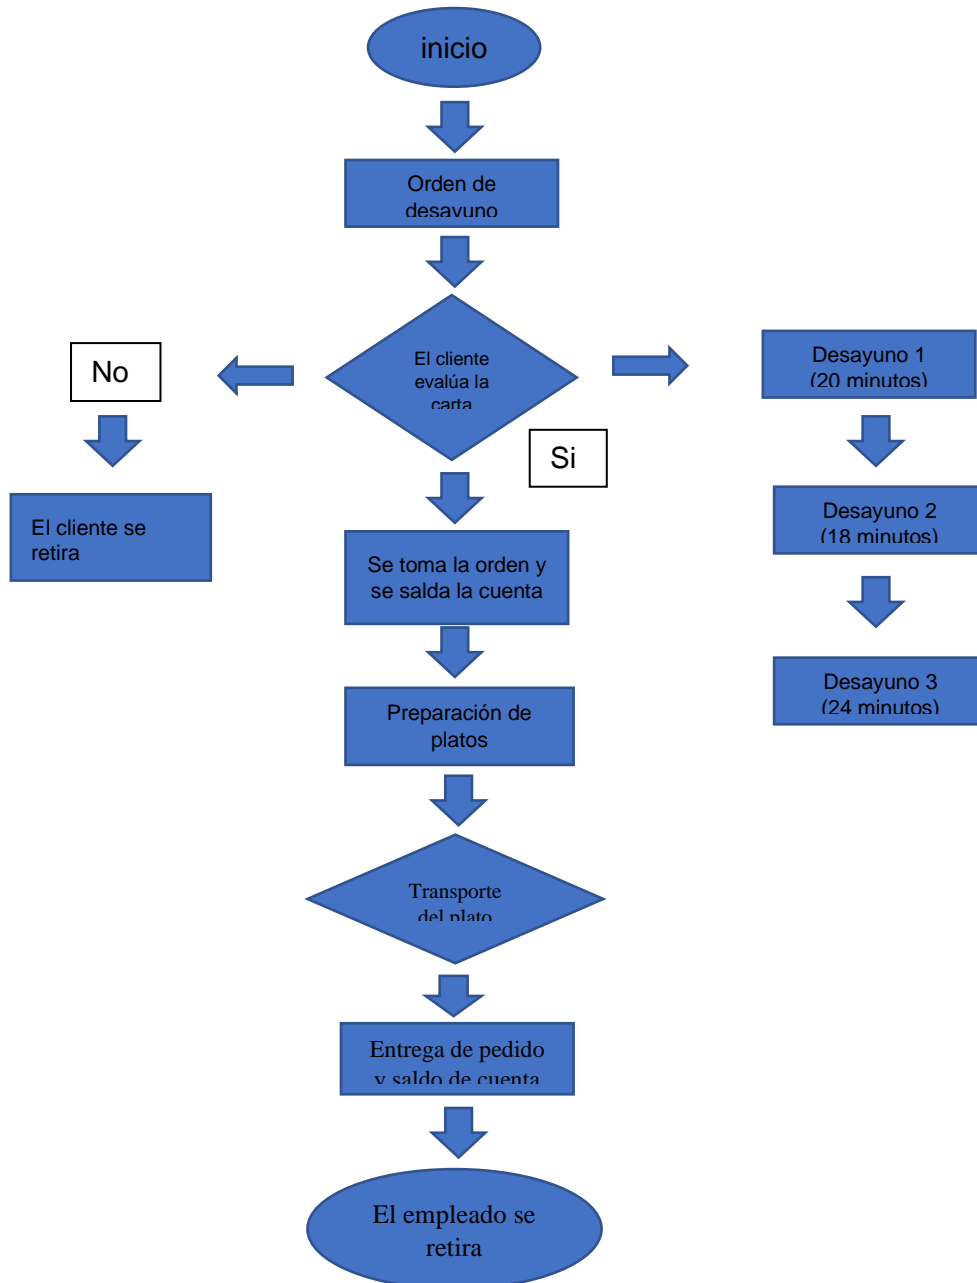 inicio
Orden de
desayuno
El cliente
evalúa la
carta
No
Si
Desayuno 1
(20 minutos)
El cliente se
retira
Desayuno 2
(18 minutos)
Se toma la orden y
se salda la cuenta
Desayuno 3
(24 minutos)
Preparación de
platos
Transporte
del plato
Entrega de pedido
y saldo de cuenta
El empleado se
retira